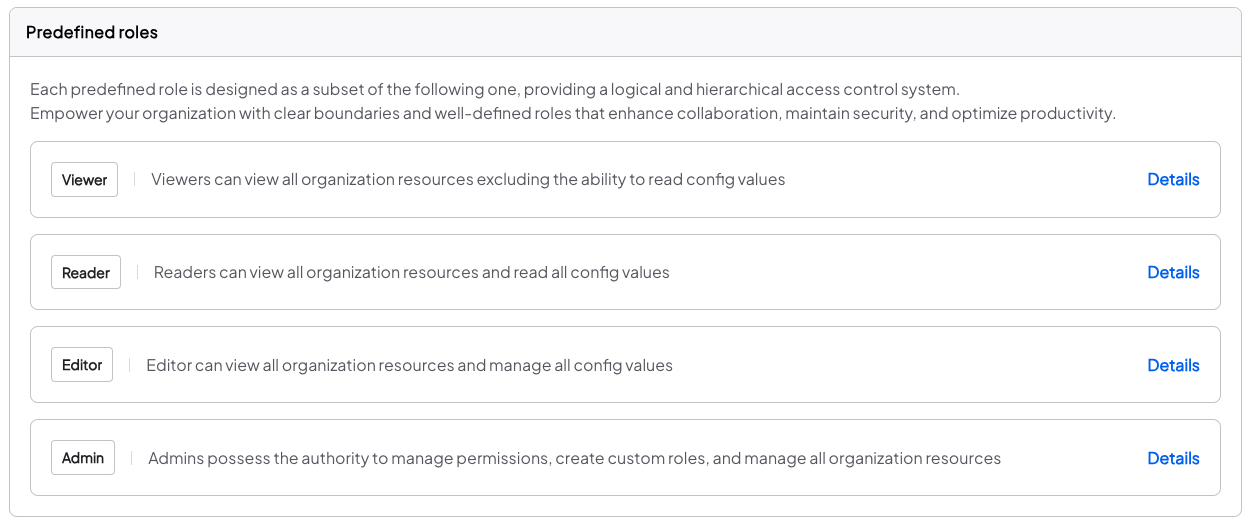 Predefined roles
Each predefined role is designed as a subset of the following one, providing a logical and hierarchical access control system.
Empower your organization with clear boundaries and well-defined roles that enhance collaboration, maintain security, and optimize productivity.
Viewer Viewers can view all organization resources excluding the ability to read config values Details
Reader Readers can view all organization resources and read all config values Details
Editor Editor can view all organization resources and manage all config values Details
Admin Admins possess the authority to manage permissions, create custom roles, and manage all organization resources Details